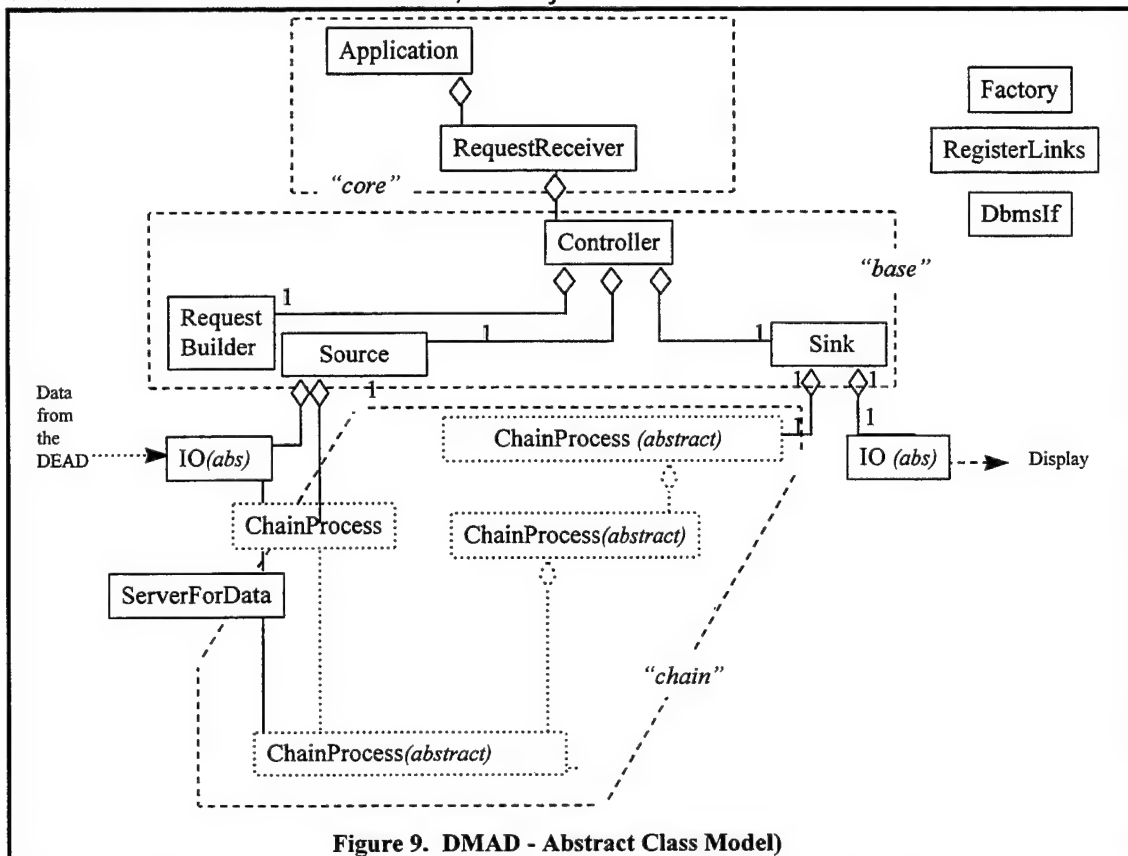 Application
Factory
RequestReceiver
RegisterLinks
"core"
DbmsIf
Controller
"base"
1
Request
Builder
1
Source
1
Sink
Data
from
the
DEAD
1
1
1
ChainProcess (abstract)
1
1
IO(abs)
IO (abs)
Display
ChainProcess
ChainProcess(abstract)
ServerForData
"chain"
ChainProcess(abstract)
Figure 9. DMAD - Abstract Class Model)